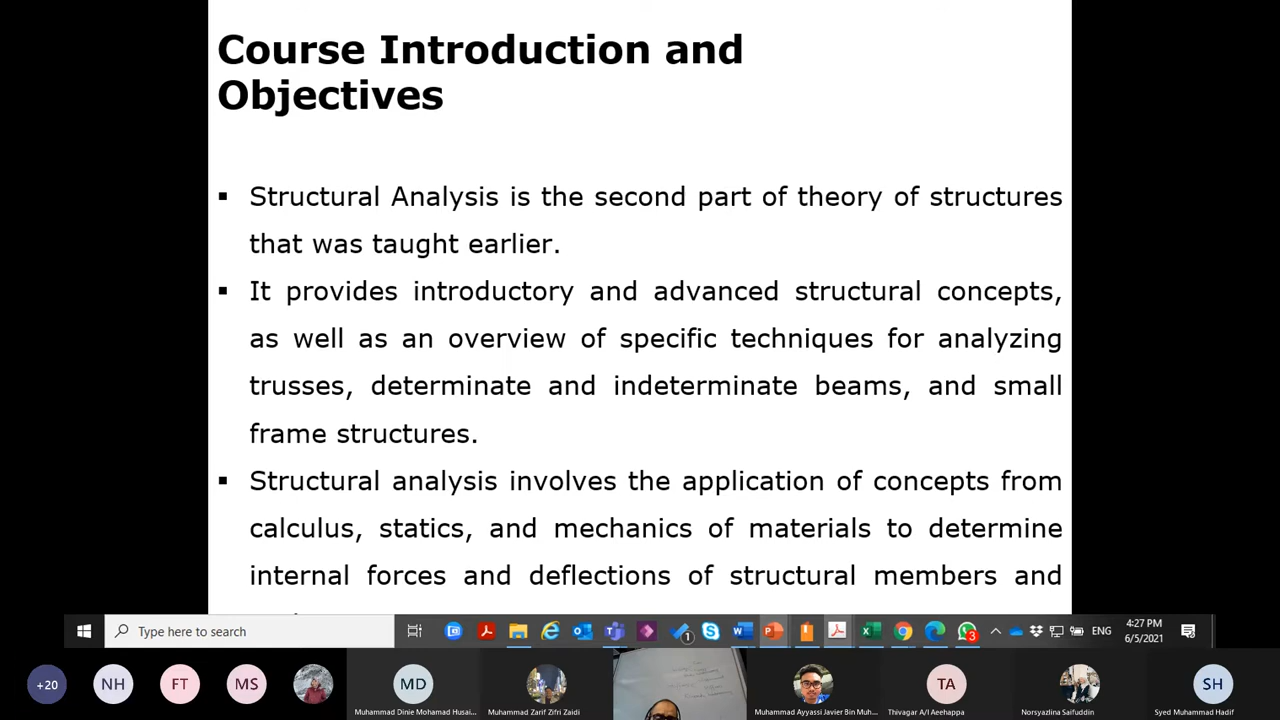 Course Introduction and
Objectives
▪ Structural Analysis is the second part of theory of structures
that was taught earlier.
▪ It provides introductory and advanced structural concepts,
as well as an overview of specific techniques for analyzing
trusses, determinate and indeterminate beams, and small
frame structures.
▪ Structural analysis involves the application of concepts from
calculus, statics, and mechanics of materials to determine
internal forces and deflections of structural members and
Type here to search
1
3
ENG
4:27 PM
6/5/2021
+20
NH
FT
MS
MD
TA
SH
Muhammad Dinie Mohamad Husai...
Muhammad Zarif Zifri Zaidi
Muhammad Ayyassi Javier Bin Muh...
Thivagar A/l Aeehappa
Norsyazlina Saifuddin
Syed Muhammad Hadif